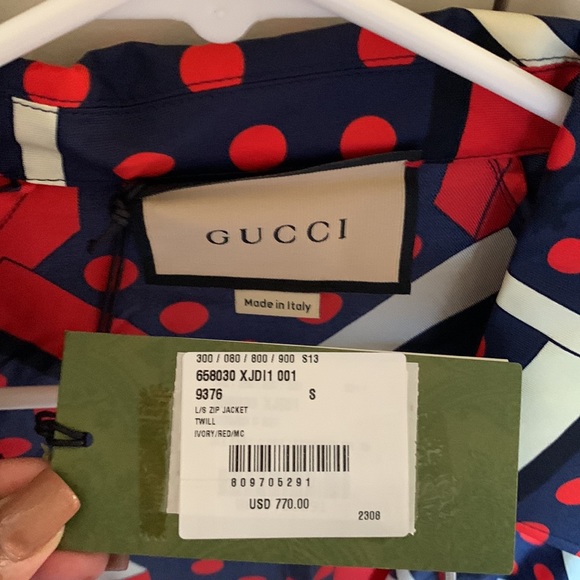 GUCCI
Made in Italy
300 / 080 / 800 / 900 S13
658030 XJDI1 001
9376 S
L/S ZIP JACKET
TWILL
IVORY/RED/MC
809705291
USD 770.00
2308